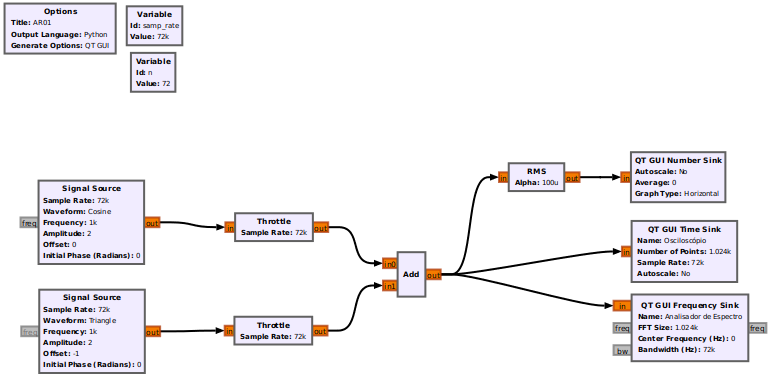 Options
Title: AR01
Output Language: Python
Generate Options: QT GUI
Variable
Id: samp_rate
Value: 72k
Variable
Id: n
Value: 72
Signal Source
Sample Rate: 72k
Waveform: Cosine
Frequency: 1k
Amplitude: 2
Offset: 0
Initial Phase (Radians): 0
freq
out
Throttle
Sample Rate: 72k
in
out
Signal Source
Sample Rate: 72k
Waveform: Triangle
Frequency: 1k
Amplitude: 2
Offset: -1
Initial Phase (Radians): 0
freq
out
Throttle
Sample Rate: 72k
in
out
Add
in0
in1
out
RMS
Alpha: 100u
in
out
QT GUI Number Sink
Autoscale: No
Average: 0
Graph Type: Horizontal
in
QT GUI Time Sink
Name: Osciloscópio
Number of Points: 1.024k
Sample Rate: 72k
Autoscale: No
in
QT GUI Frequency Sink
Name: Analisador de Espectro
FFT Size: 1.024k
Center Frequency (Hz): 0
Bandwidth (Hz): 72k
in
freq
bw
freq